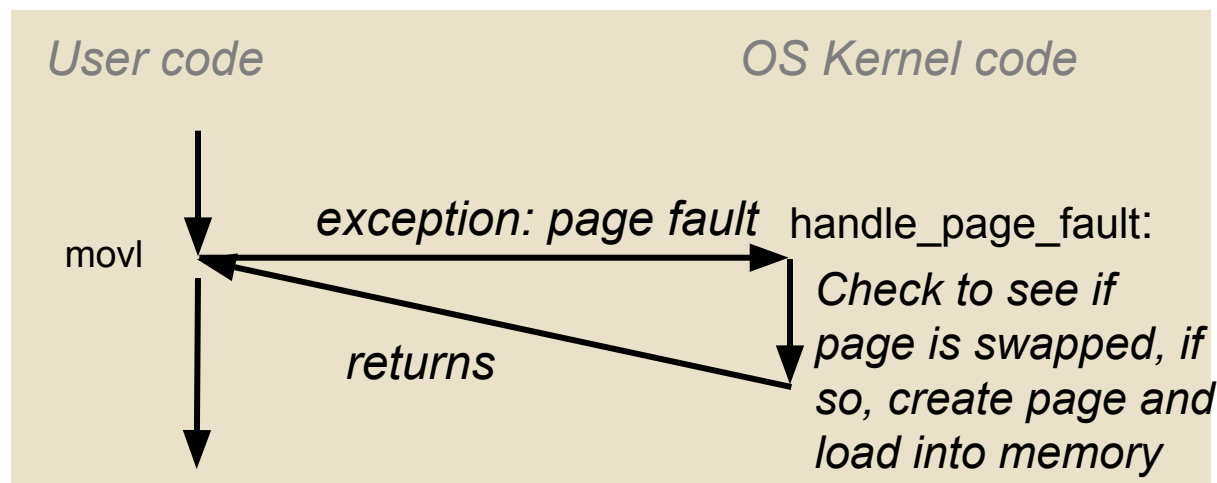 User code
OS Kernel code
exception: page fault
handle_page_fault:
movl
Check to see if
page is swapped, if
so, create page and
load into memory
returns